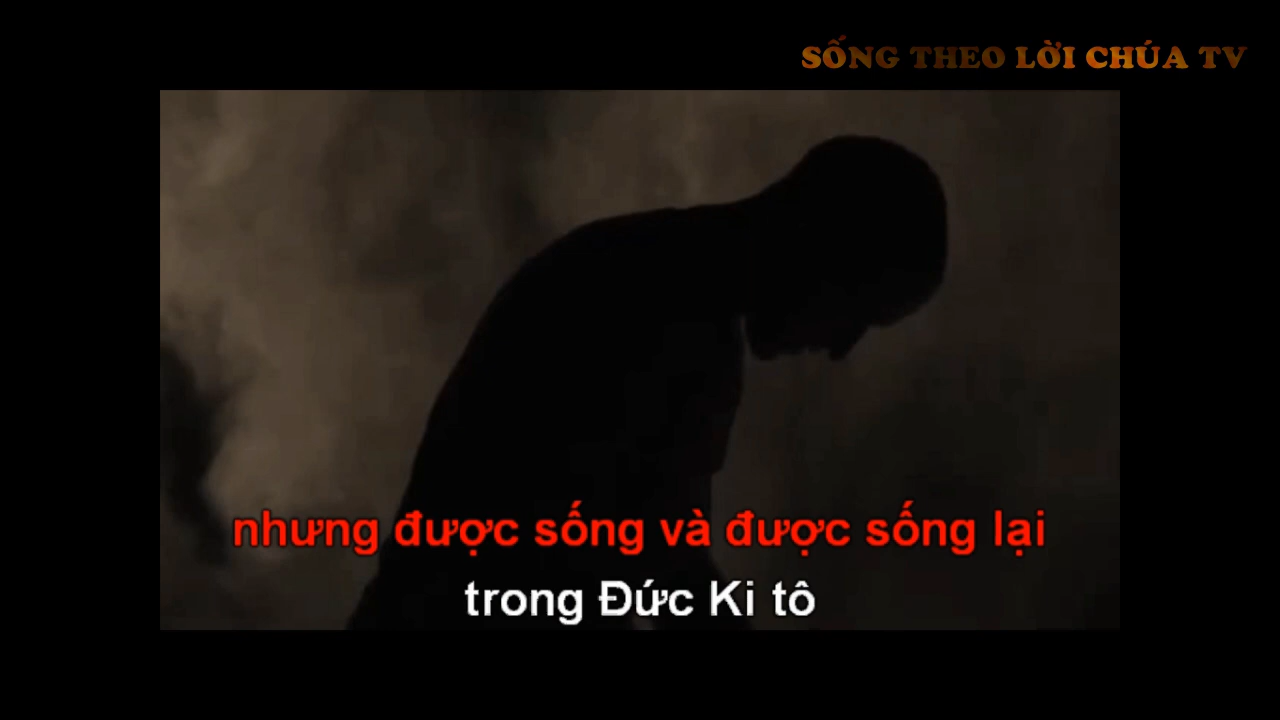 SỐNG THEO LỜI CHÚA TV
nhưng được sống và được sống lại
trong Đức Ki tô